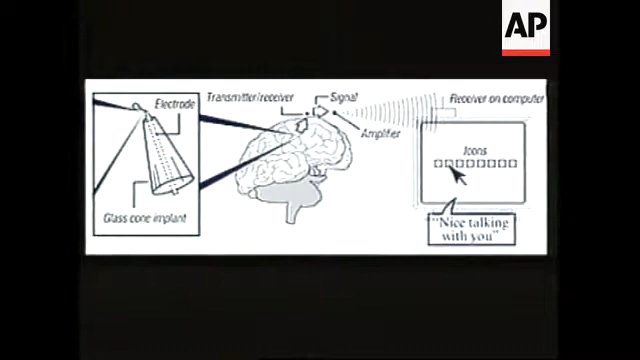 AP
Transmitter/receiver
Signal
Receiver on computer
Electrode
Amplifier
Icons
Glass cone implant
"Nice talking
with you"